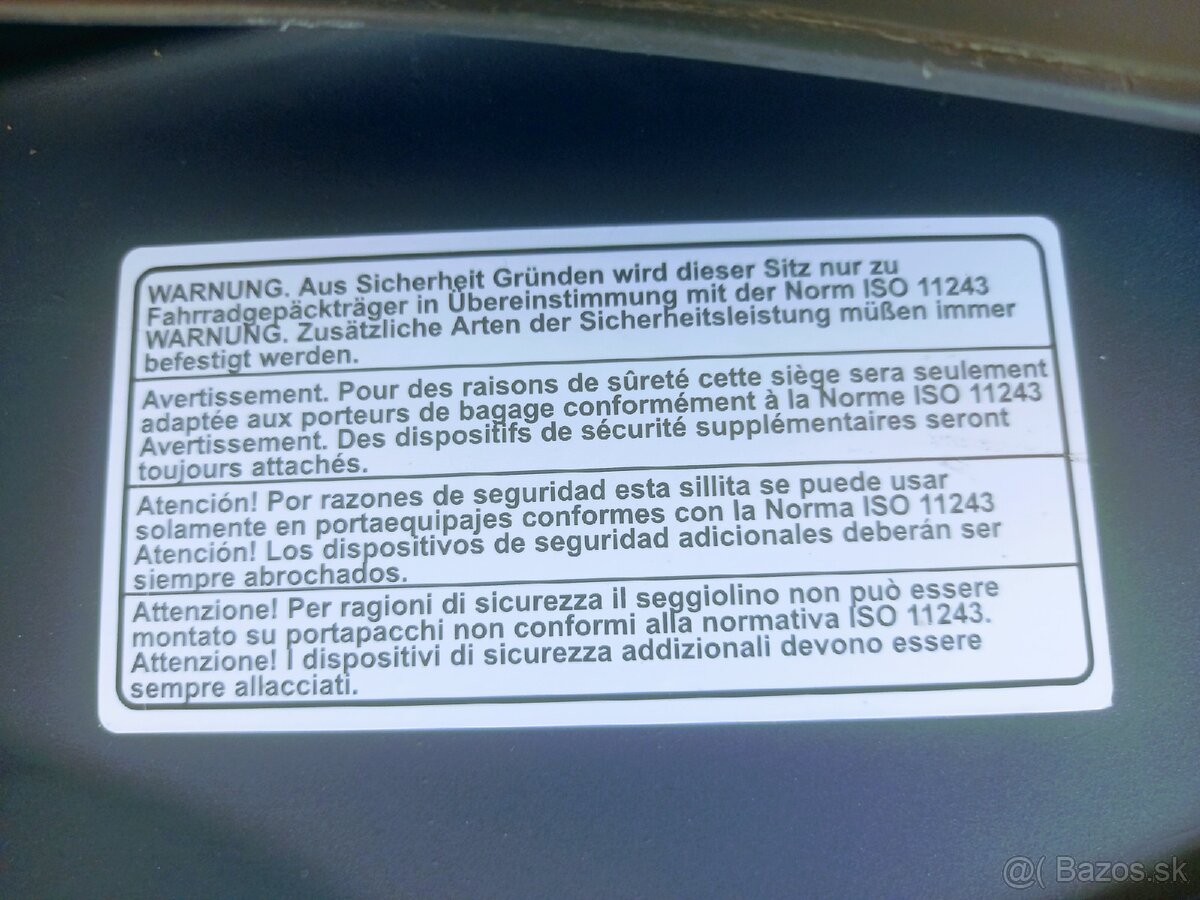 WARNUNG. Aus Sicherheit Gründen wird dieser Sitz nur zu
Fahrradgepäckträger in Übereinstimmung mit der Norm ISO 11243
WARNUNG. Zusätzliche Arten der Sicherheitsleistung müßen immer
befestigt werden.
Avertissement. Pour des raisons de sûreté cette siège sera seulement
adaptée aux porteurs de bagage conformément à la Norme ISO 11243
Avertissement. Des dispositifs de sécurité supplémentaires seront
toujours attachés.
Atención! Por razones de seguridad esta sillita se puede usar
solamente en portaequipajes conformes con la Norma ISO 11243
Atención! Los dispositivos de seguridad adicionales deberán ser
siempre abrochados.
Attenzione! Per ragioni di sicurezza il seggiolino non può essere
montato su portapacchi non conformi alla normativa ISO 11243.
Attenzione! I dispositivi di sicurezza addizionali devono essere
sempre allacciati.
@( Bazos.sk